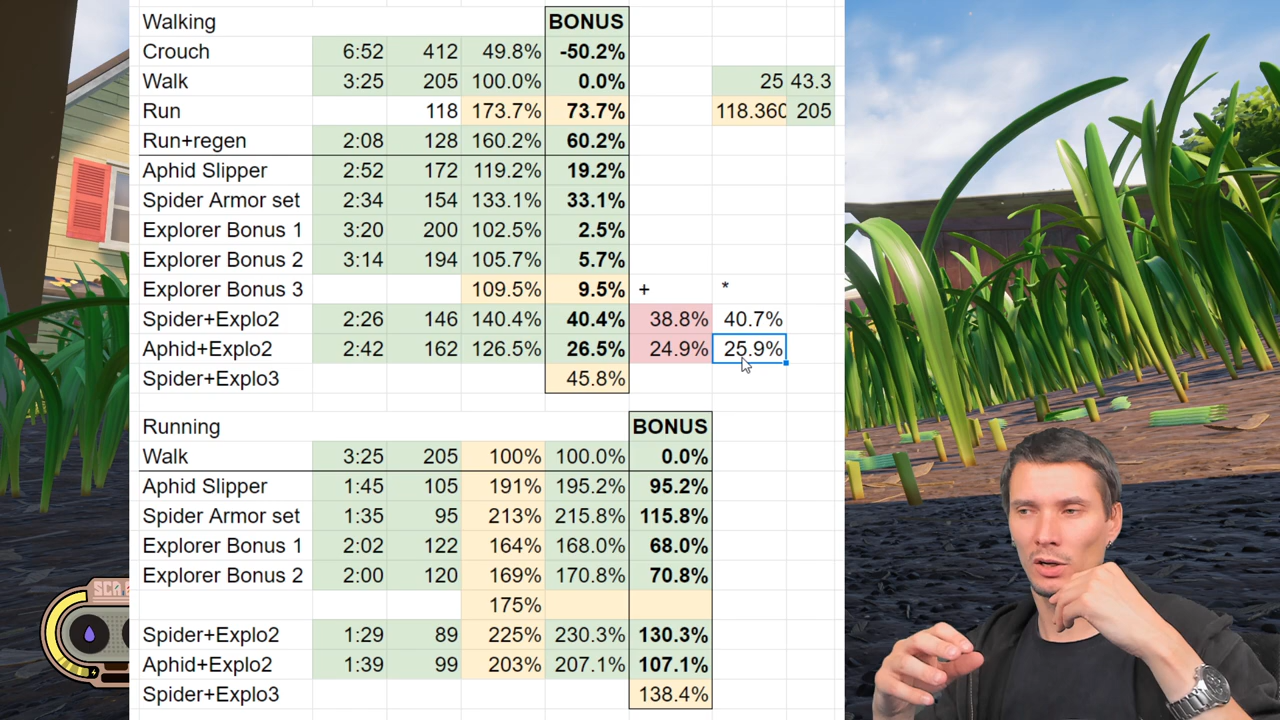 Walking BONUS
Crouch 6:52 412 49.8% -50.2%
Walk 3:25 205 100.0% 0.0% 25 43.3
Run 118 173.7% 73.7% 118.360 205
Run+regen 2:08 128 160.2% 60.2%
Aphid Slipper 2:52 172 119.2% 19.2%
Spider Armor set 2:34 154 133.1% 33.1%
Explorer Bonus 1 3:20 200 102.5% 2.5%
Explorer Bonus 2 3:14 194 105.7% 5.7%
Explorer Bonus 3 109.5% 9.5% + *
Spider+Explo2 2:26 146 140.4% 40.4% 38.8% 40.7%
Aphid+Explo2 2:42 162 126.5% 26.5% 24.9% 25.9%
Spider+Explo3 45.8%
Running BONUS
Walk 3:25 205 100% 100.0% 0.0%
Aphid Slipper 1:45 105 191% 195.2% 95.2%
Spider Armor set 1:35 95 213% 215.8% 115.8%
Explorer Bonus 1 2:02 122 164% 168.0% 68.0%
Explorer Bonus 2 2:00 120 169% 170.8% 70.8%
175%
Spider+Explo2 1:29 89 225% 230.3% 130.3%
Aphid+Explo2 1:39 99 203% 207.1% 107.1%
Spider+Explo3 138.4%